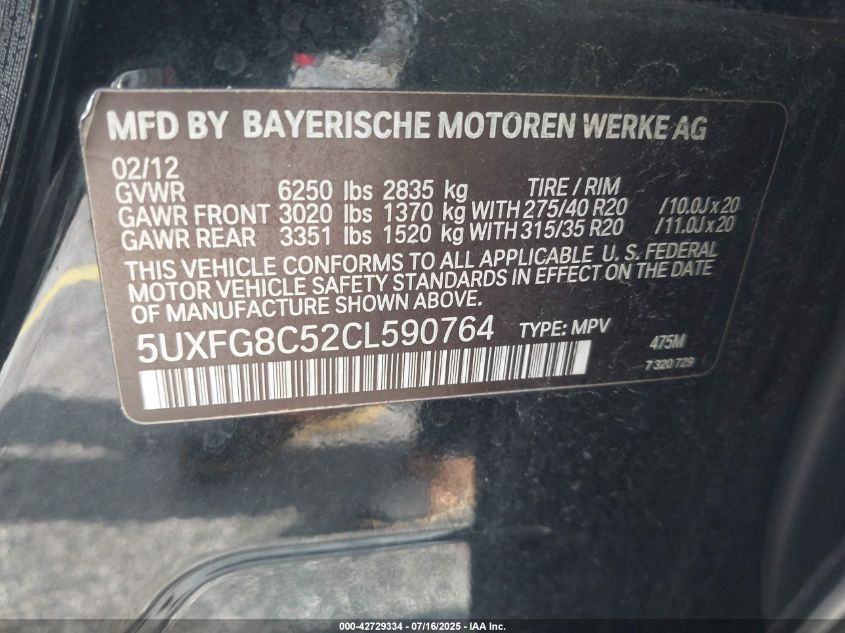 MFD BY BAYERISCHE MOTOREN WERKE AG
02/12 TIRE / RIM
GVWR 6250 lbs 2835 kg
GAWR FRONT 3020 lbs 1370 kg WITH 275/40 R20 /10.0J x 20
GAWR REAR 3351 lbs 1520 kg WITH 315/35 R20 /11.0J x 20
THIS VEHICLE CONFORMS TO ALL APPLICABLE U. S. FEDERAL
MOTOR VEHICLE SAFETY STANDARDS IN EFFECT ON THE DATE
OF MANUFACTURE SHOWN ABOVE.
5UXFG8C52CL590764 TYPE: MPV 475M
7 320 729
000-42729334 - 07/16/2025 - IAA Inc.